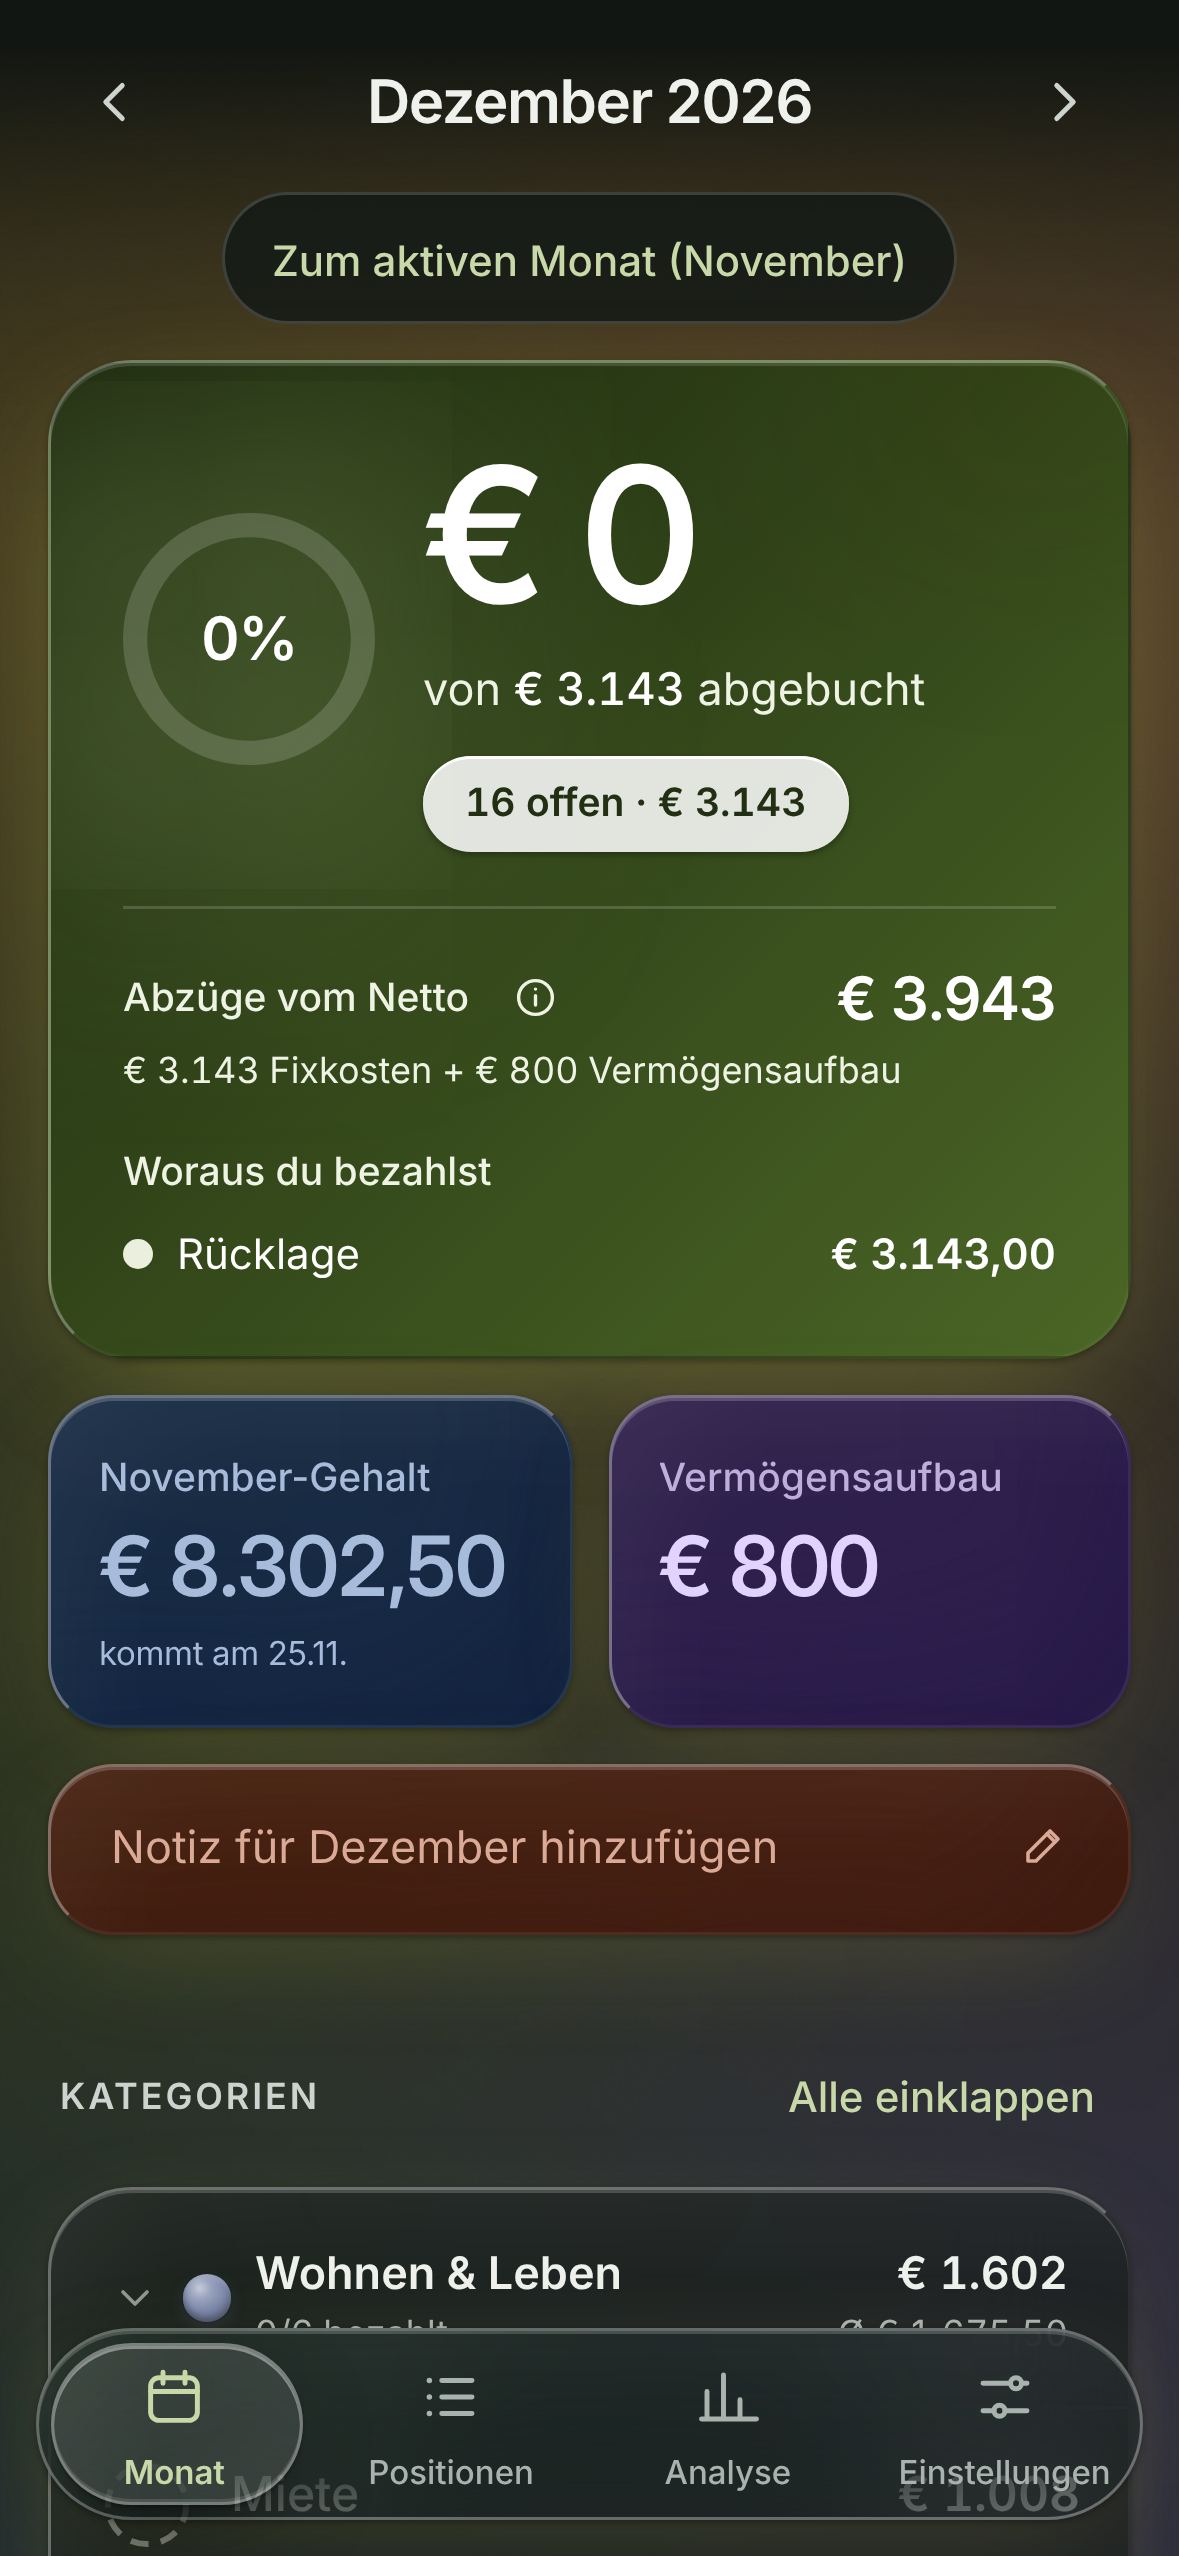 Dezember 2026
Zum aktiven Monat (November)
€ 0
0%
von € 3.143 abgebucht
16 offen · € 3.143
Abzüge vom Netto € 3.943
€ 3.143 Fixkosten + € 800 Vermögensaufbau
Woraus du bezahlst
Rücklage € 3.143,00
November-Gehalt
€ 8.302,50
kommt am 25.11.
Vermögensaufbau
€ 800
Notiz für Dezember hinzufügen
KATEGORIEN Alle einklappen
Wohnen & Leben € 1.602
Monat Positionen Analyse Einstellungen
Miete € 1.008